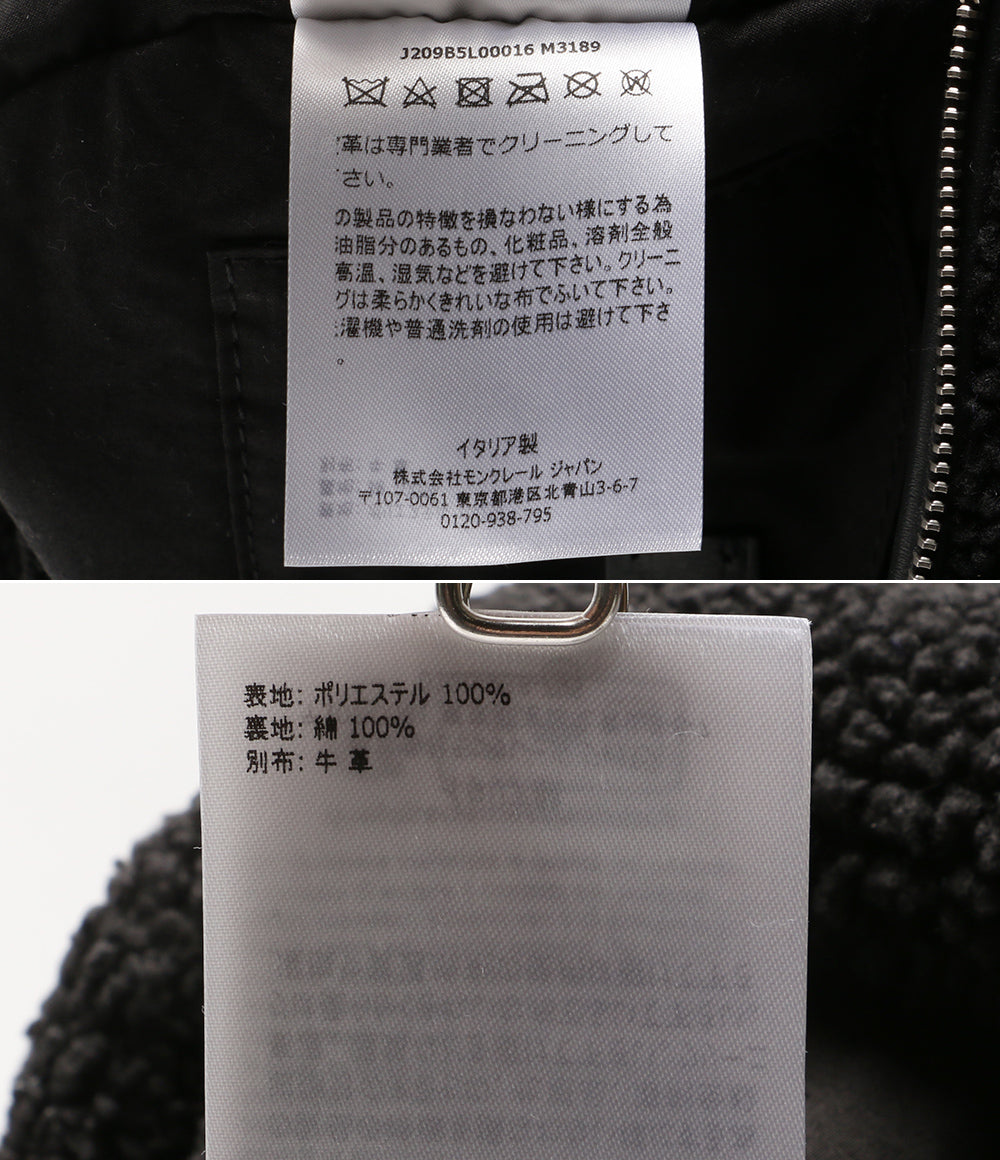 J209B5L00016 M3189
革は専門業者でクリーニングして
さい。
の製品の特徴を損なわない様にする為
油脂分のあるもの、化粧品、溶剤全般
高温、湿気などを避けて下さい。クリーニ
グは柔らかくきれいな布でふいて下さい。
濯機や普通洗剤の使用は避けて下さ
。
イタリア製
株式会社モンクレール ジャパン
〒107-0061 東京都港区北青山3-6-7
0120-938-795
表地: ポリエステル 100%
裏地: 綿 100%
別布: 牛 革